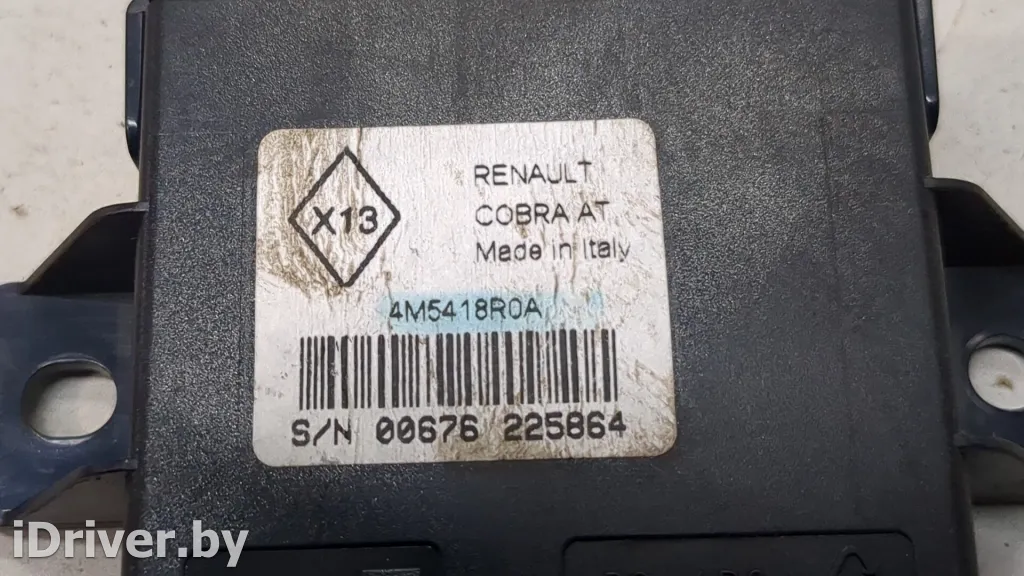 X13
RENAULT
COBRA AT
Made in Italy
4M5418R0A
S/N 00676 225864
iDriver.by